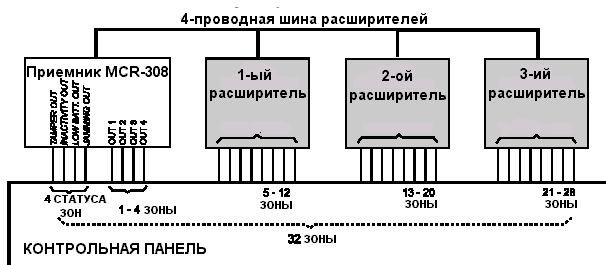 4-проводная шина расширителей
Приемник MCR-308
1-ый
расширитель
2-ой
расширитель
3-ий
расширитель
TAMPER OUT
INACTIVITY OUT
LOW BATT. OUT
JAMMING OUT
OUT 1
OUT 2
OUT 3
OUT 4
4 СТАТУСА
ЗОН
1 - 4 ЗОНЫ
5 - 12
ЗОНЫ
13 - 20
ЗОНЫ
21 - 28
ЗОНЫ
32 ЗОНЫ
КОНТРОЛЬНАЯ ПАНЕЛЬ